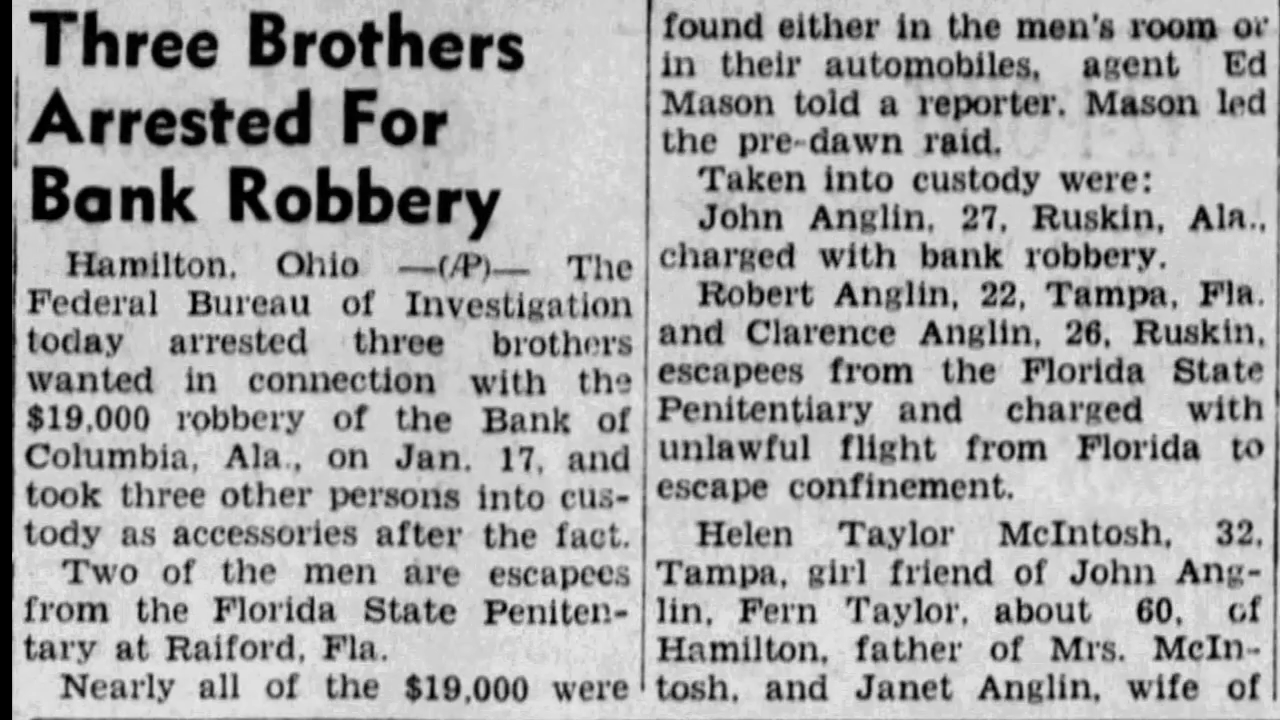 Three Brothers
Arrested For
Bank Robbery
Hamilton, Ohio —(AP)— The
Federal Bureau of Investigation
today arrested three brothers
wanted in connection with the
$19,000 robbery of the Bank of
Columbia, Ala., on Jan. 17, and
took three other persons into cus-
tody as accessories after the fact.
Two of the men are escapees
from the Florida State Peniten-
tary at Raiford, Fla.
Nearly all of the $19,000 were
found either in the men's room or
in their automobiles, agent Ed
Mason told a reporter. Mason led
the pre-dawn raid.
Taken into custody were:
John Anglin, 27, Ruskin, Ala.,
charged with bank robbery.
Robert Anglin, 22, Tampa, Fla.
and Clarence Anglin, 26, Ruskin,
escapees from the Florida State
Penitentiary and charged with
unlawful flight from Florida to
escape confinement.
Helen Taylor McIntosh, 32,
Tampa, girl friend of John Ang-
lin, Fern Taylor, about 60, of
Hamilton, father of Mrs. McIn-
tosh, and Janet Anglin, wife of